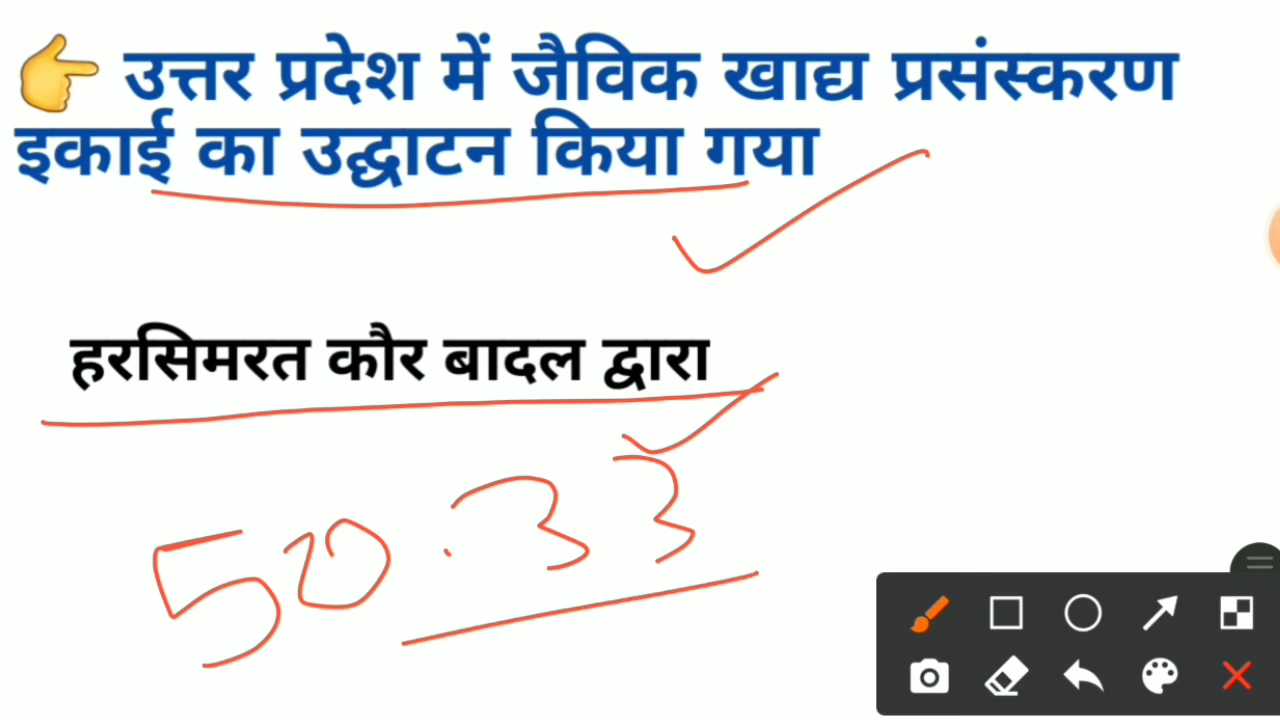 👉 उत्तर प्रदेश में जैविक खाद्य प्रसंस्करण
इकाई का उद्घाटन किया गया
हरसिमरत कौर बादल द्वारा
50.33